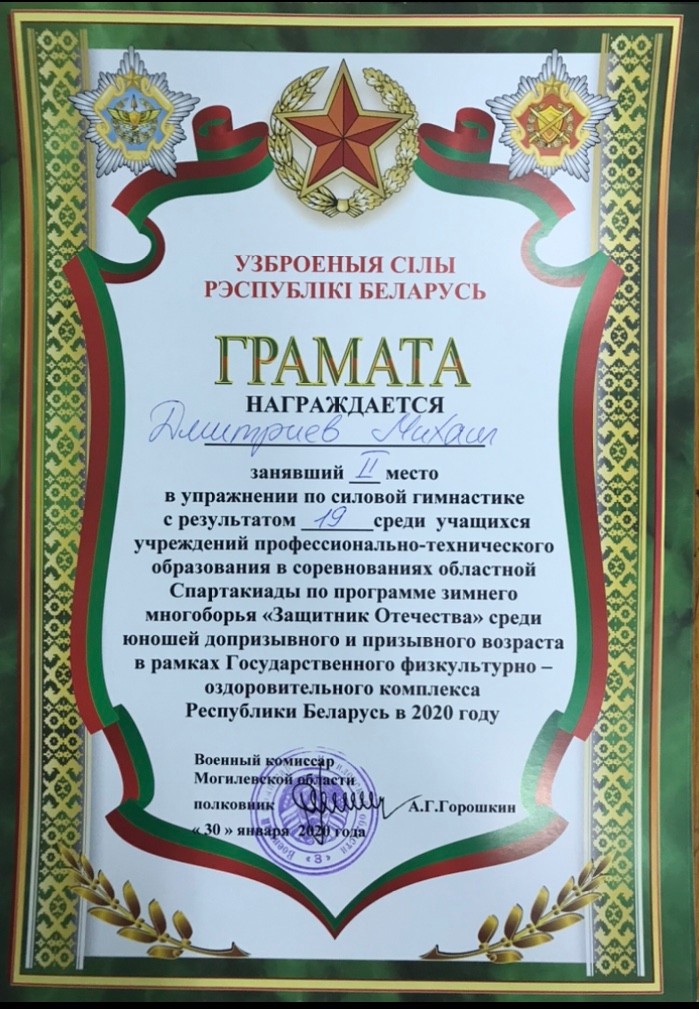 УЗБРОЕНЫЯ СІЛЫ
РЭСПУБЛІКІ БЕЛАРУСЬ
ГРАМАТА
НАГРАЖДАЕТСЯ
Дмитриев Михаил
занявший II место
в упражнении по силовой гимнастике
с результатом 19 среди учащихся
учреждений профессионально-технического
образования в соревнованиях областной
Спартакиады по программе зимнего
многоборья «Защитник Отечества» среди
юношей допризывного и призывного возраста
в рамках Государственного физкультурно –
оздоровительного комплекса
Республики Беларусь в 2020 году
Военный комиссар
Могилевской области
полковник А.Г.Горошкин
« 30 » января 2020 года